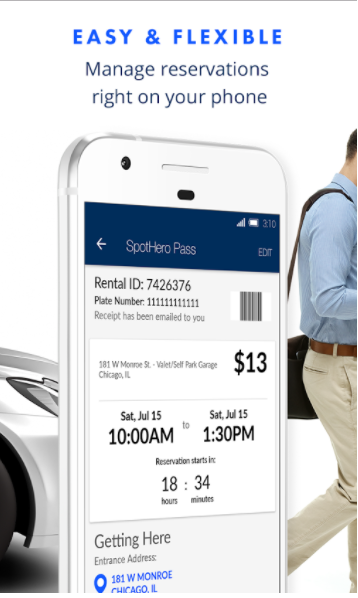 EASY & FLEXIBLE
Manage reservations
right on your phone
3:10
SpotHero Pass
EDIT
Rental ID: 7426376
Plate Number: 111111111111
Receipt has been emailed to you
181 W Monroe St. - Valet/Self Park Garage
Chicago, IL
$13
Sat, Jul 15
10:00AM
to
Sat, Jul 15
1:30PM
Reservation starts in:
18 : 34
hours minutes
Getting Here
Entrance Address:
181 W MONROE
CHICAGO, IL